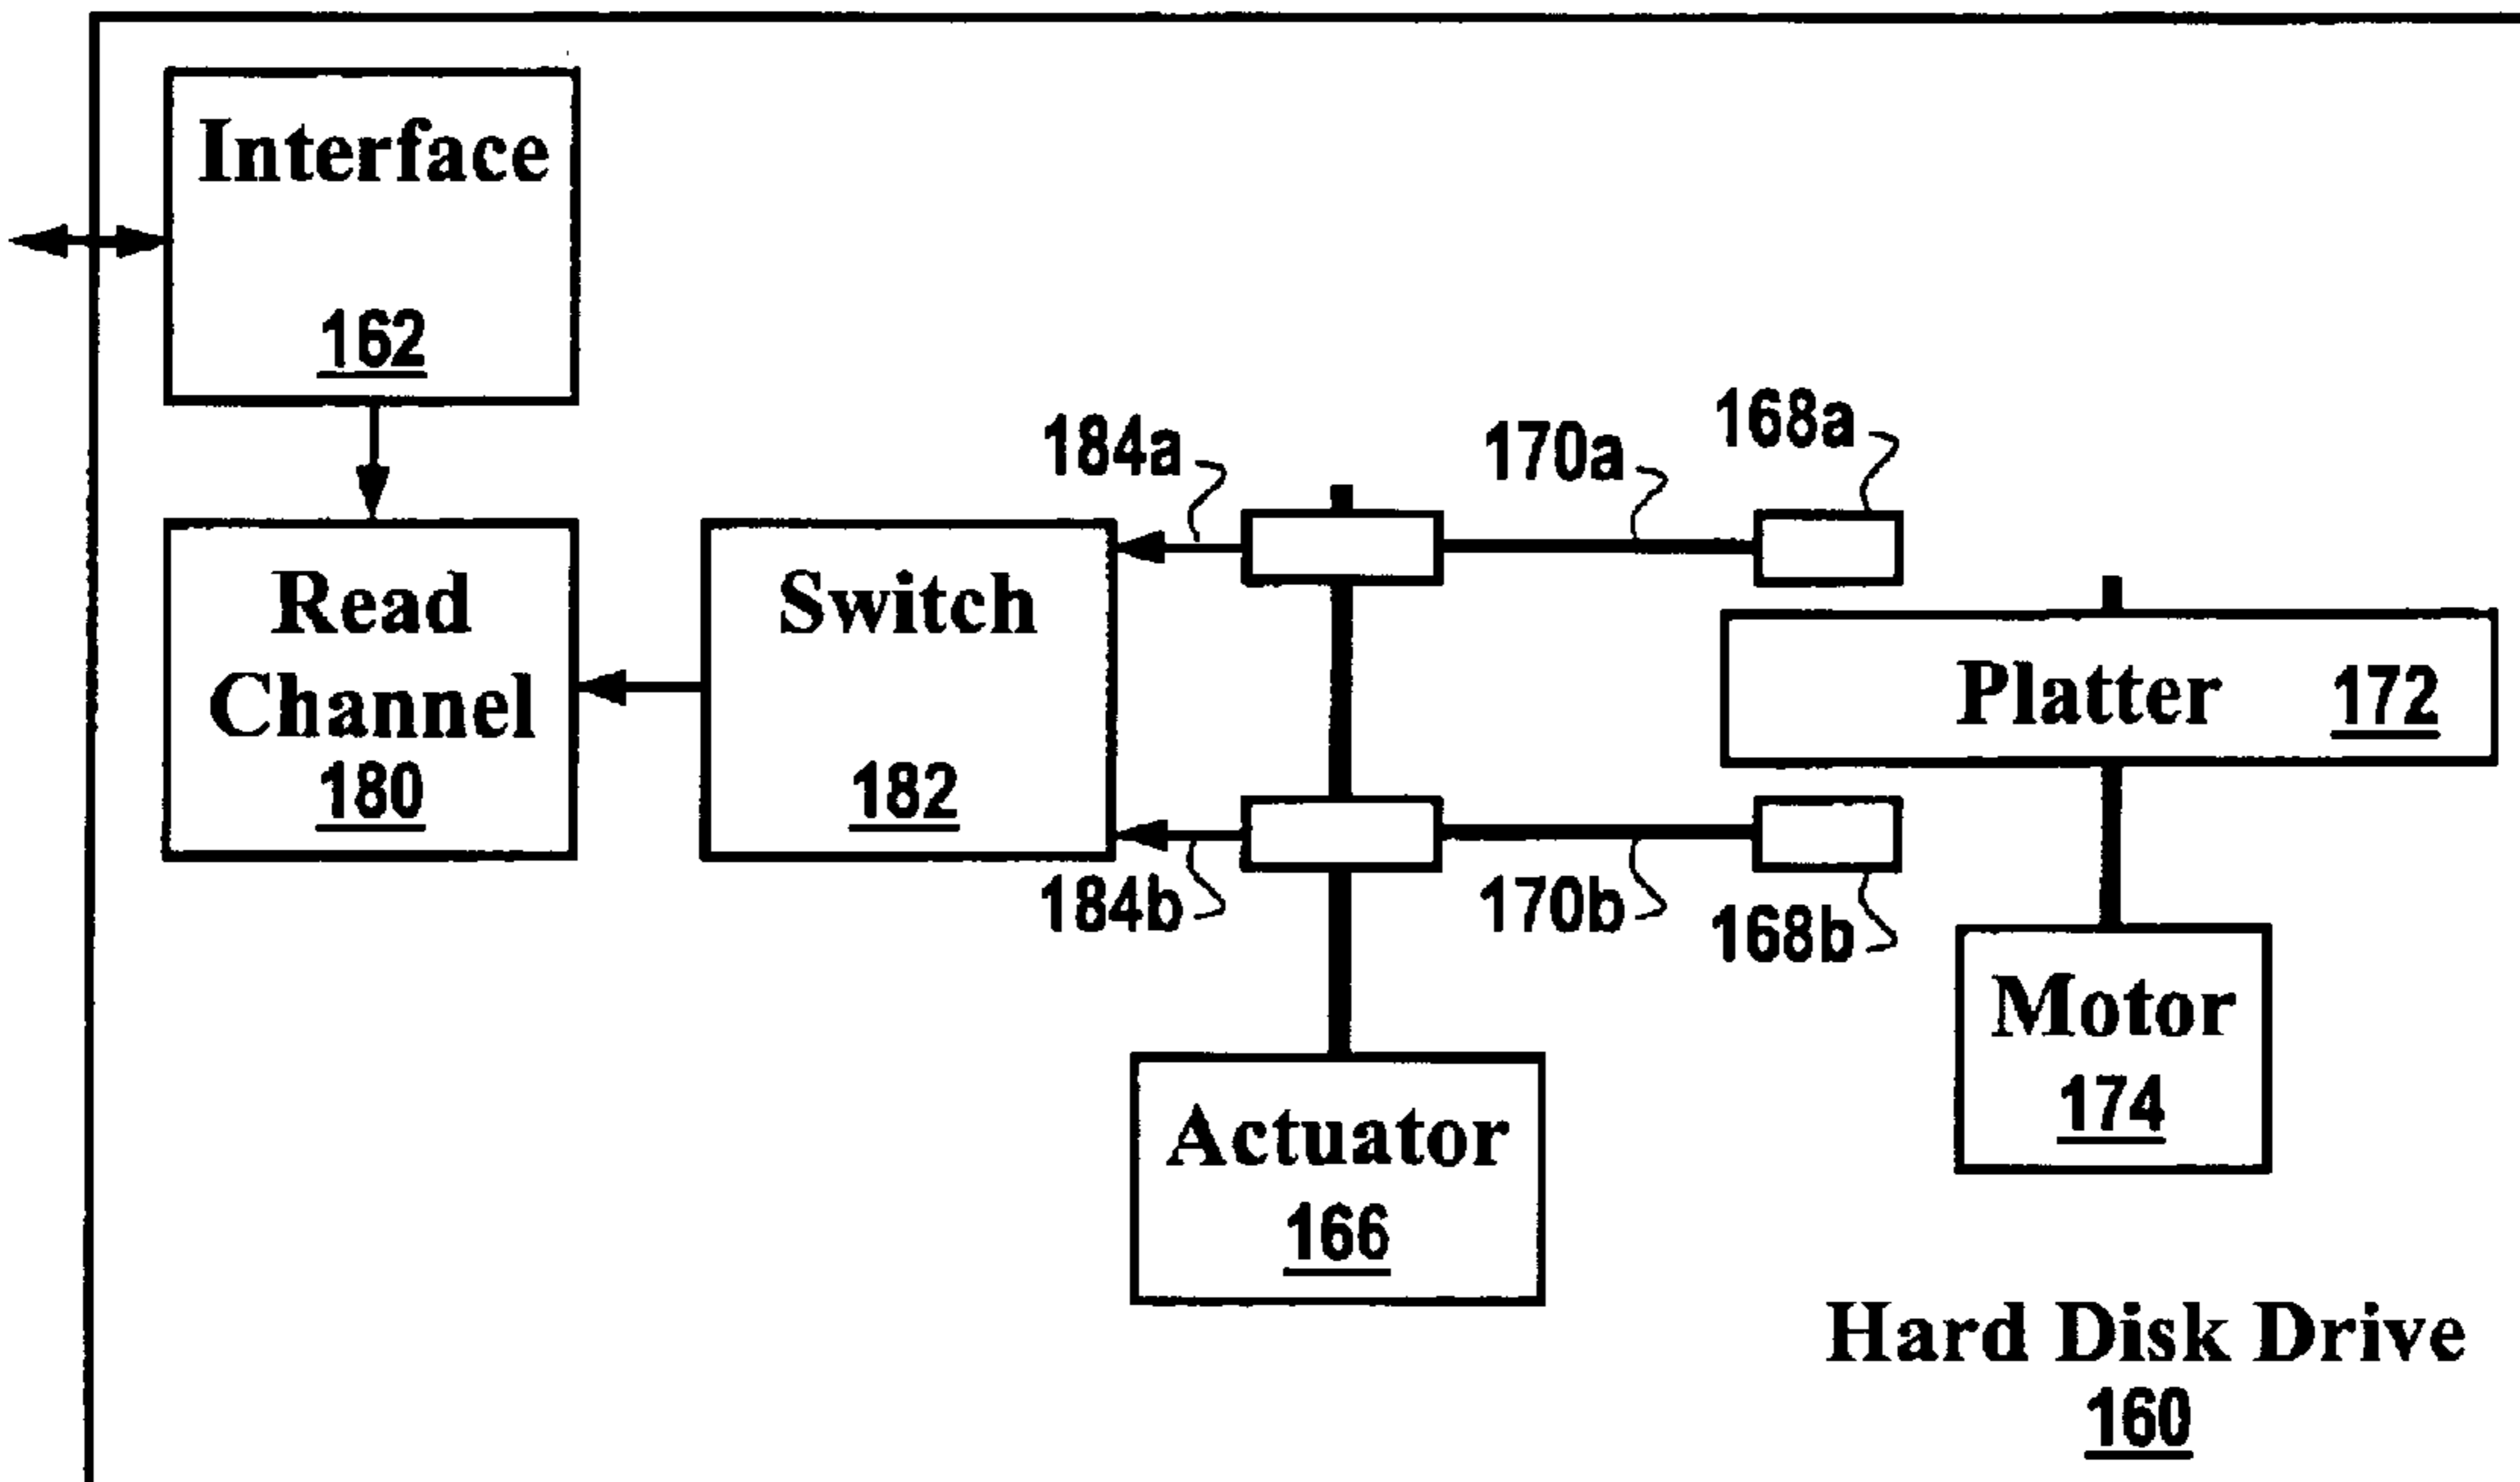 Interface
162
168a
184a
170a
Read
Channel
180
Switch
182
Platter 172
184b
170b
168b
Motor
174
Actuator
166
Hard Disk Drive
160